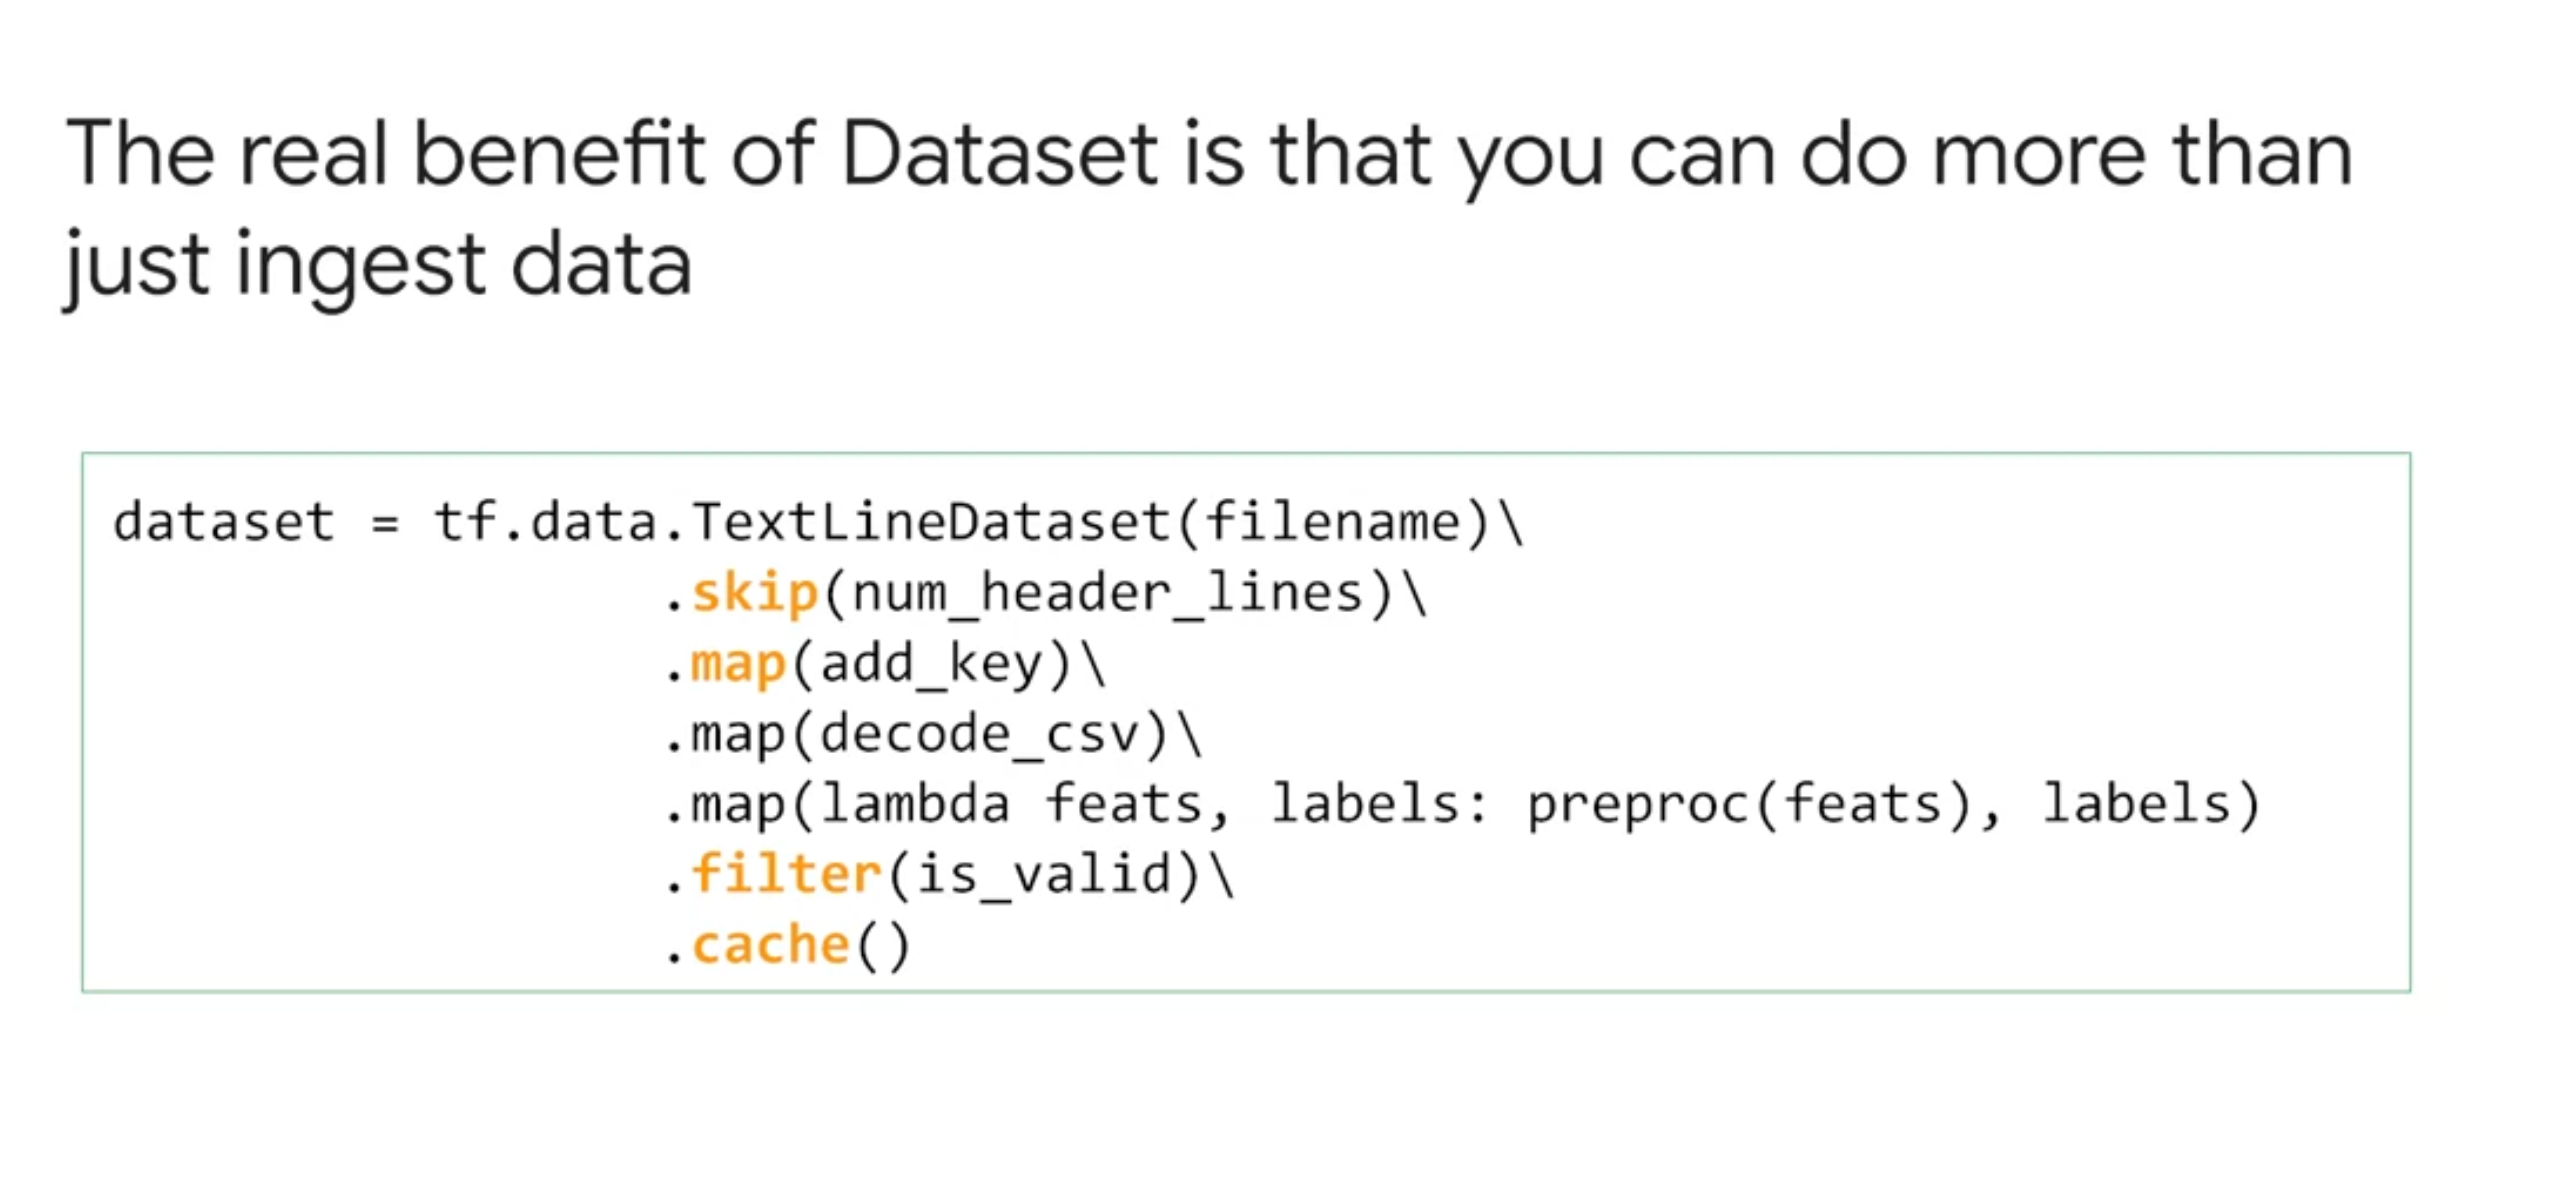 The real benefit of Dataset is that you can do more than
just ingest data
dataset = tf.data.TextLineDataset(filename)\
.skip(num_header_lines)\
.map(add_key)\
.map(decode_csv)\
.map(lambda feats, labels: preproc(feats), labels)
.filter(is_valid)\
.cache()